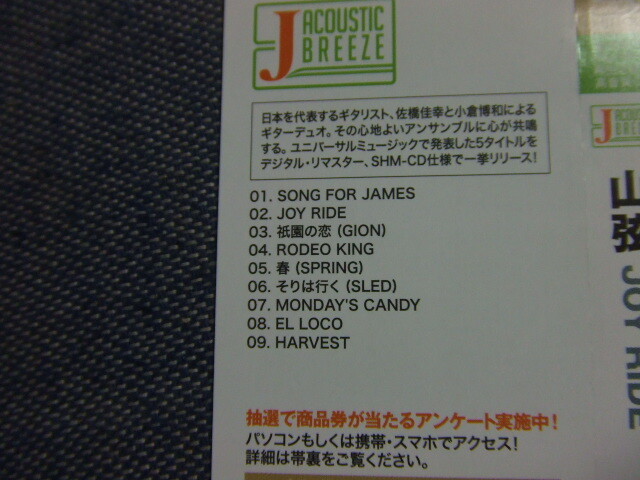 J ACOUSTIC
BREEZE
日本を代表するギタリスト、佐橋佳幸と小倉博和による
ギターデュオ。その心地よいアンサンブルに心が共鳴
する。ユニバーサルミュージックで発表した5タイトルを
デジタル・リマスター、SHM-CD仕様で一挙リリース!
01. SONG FOR JAMES
02. JOY RIDE
03. 祇園の恋 (GION)
04. RODEO KING
05. 春 (SPRING)
06. そりは行く (SLED)
07. MONDAY'S CANDY
08. EL LOCO
09. HARVEST
抽選で商品券が当たるアンケート実施中!
パソコンもしくは携帯・スマホでアクセス!
詳細は帯裏をご覧ください。
山弦
JOY RIDE